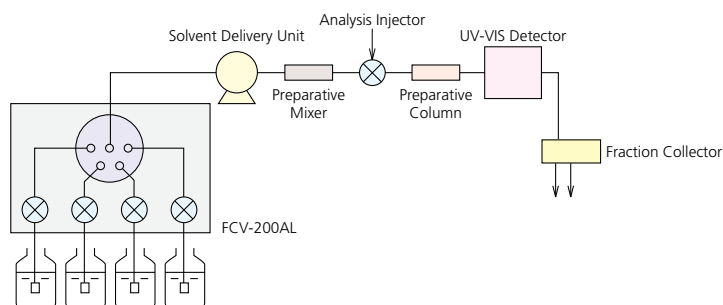 Analysis Injector
Solvent Delivery Unit
UV-VIS Detector
Preparative
Mixer
Preparative
Column
Fraction Collector
FCV-200AL